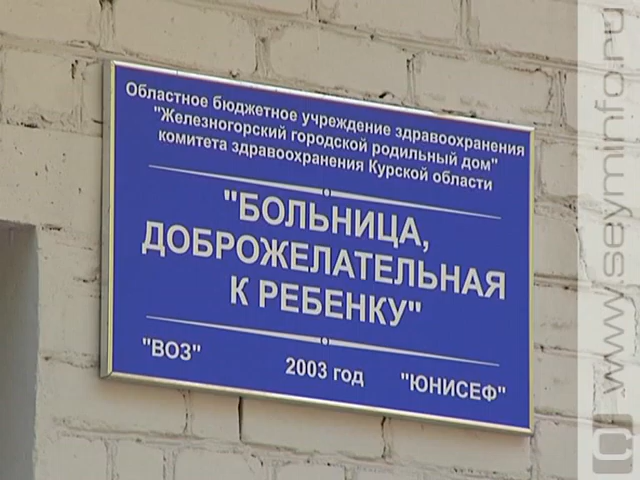 Областное бюджетное учреждение здравоохранения
"Железногорский городской родильный дом"
комитета здравоохранения Курской области
"БОЛЬНИЦА,
ДОБРОЖЕЛАТЕЛЬНАЯ
К РЕБЕНКУ"
"ВОЗ" 2003 год "ЮНИСЕФ"
www.seyminfo.ru